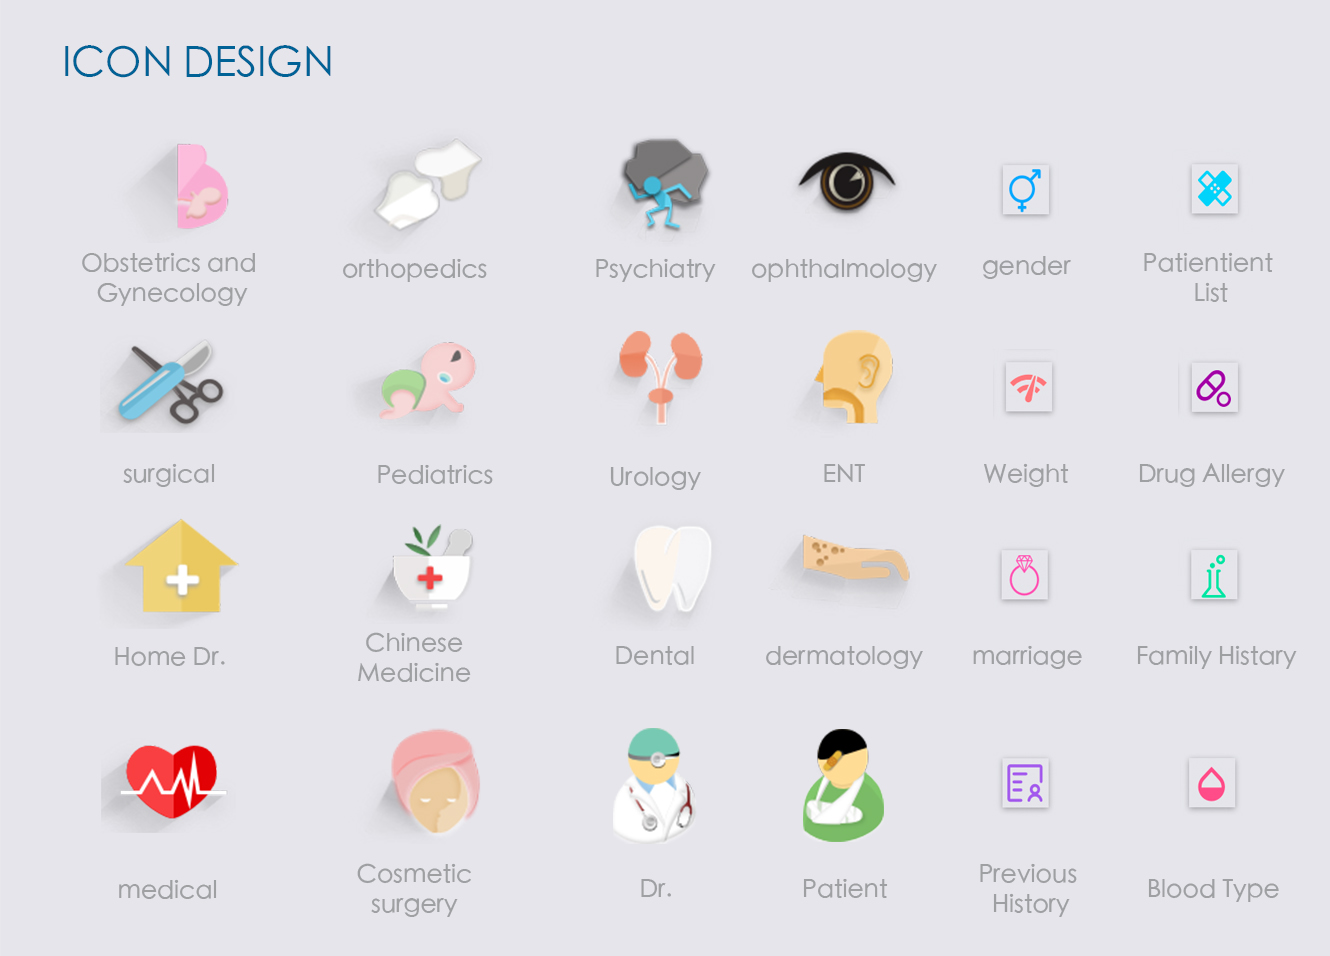 ICON DESIGN
Obstetrics and
Gynecology
orthopedics
Psychiatry
ophthalmology
gender
Patientient
List
surgical
Pediatrics
Urology
ENT
Weight
Drug Allergy
Home Dr.
Chinese
Medicine
Dental
dermatology
marriage
Family Histary
medical
Cosmetic
surgery
Dr.
Patient
Previous
History
Blood Type